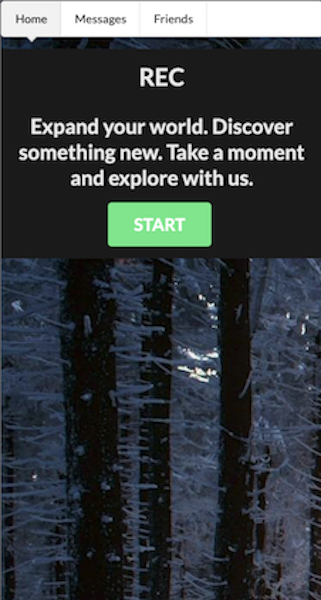 Home Messages Friends
REC
Expand your world. Discover
something new. Take a moment
and explore with us.
START